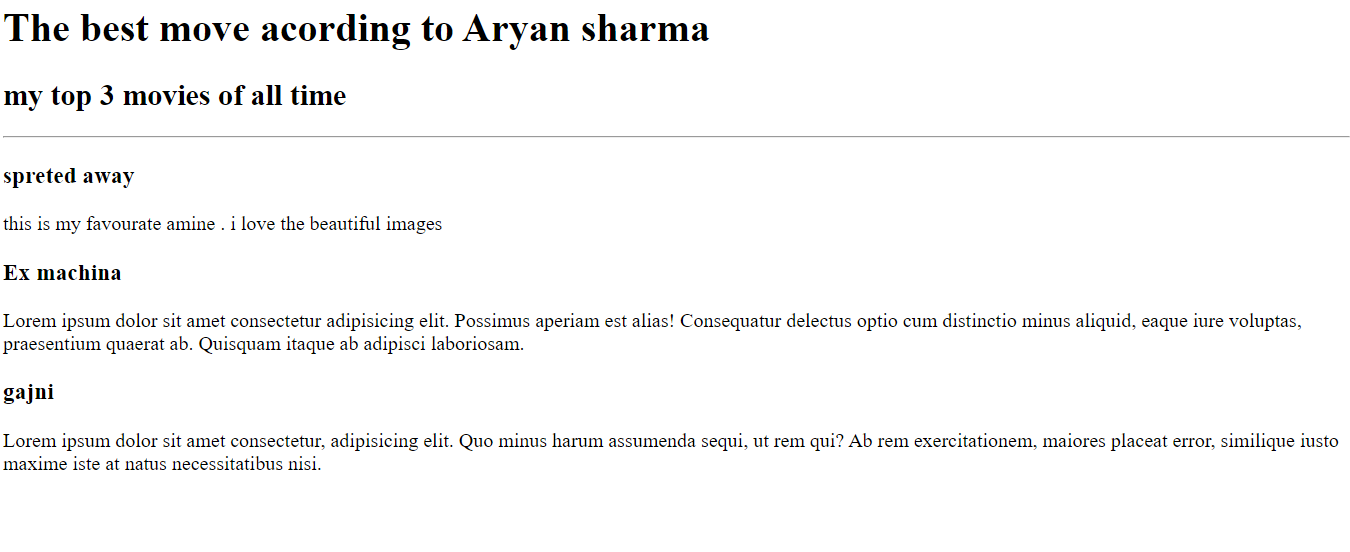 The best move acording to Aryan sharma
my top 3 movies of all time
spreted away
this is my favourate amine . i love the beautiful images
Ex machina
Lorem ipsum dolor sit amet consectetur adipisicing elit. Possimus aperiam est alias! Consequatur delectus optio cum distinctio minus aliquid, eaque iure voluptas,
praesentium quaerat ab. Quisquam itaque ab adipisci laboriosam.
gajni
Lorem ipsum dolor sit amet consectetur, adipisicing elit. Quo minus harum assumenda sequi, ut rem qui? Ab rem exercitationem, maiores placeat error, similique iusto
maxime iste at natus necessitatibus nisi.